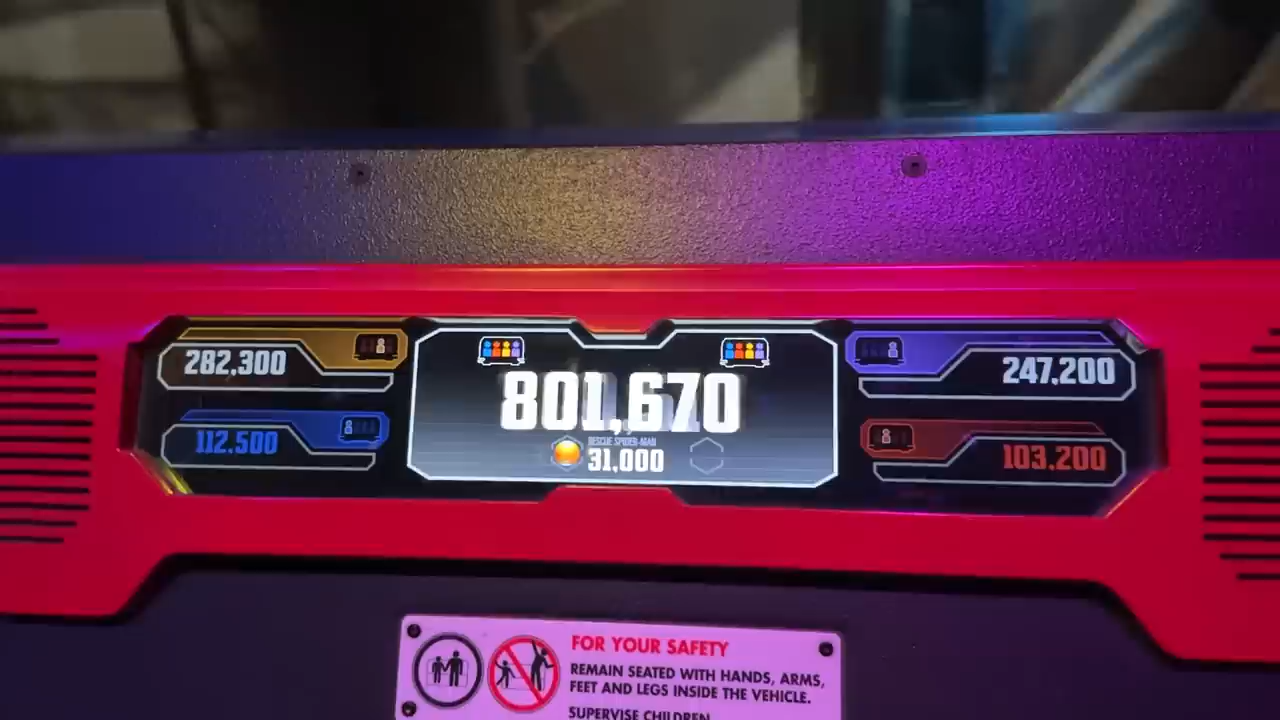 282,300
112,500
801,670
RESCUE SPIDER-MAN
31,000
247,200
103,200
FOR YOUR SAFETY
REMAIN SEATED WITH HANDS, ARMS,
FEET AND LEGS INSIDE THE VEHICLE.
SUPERVISE CHILDREN